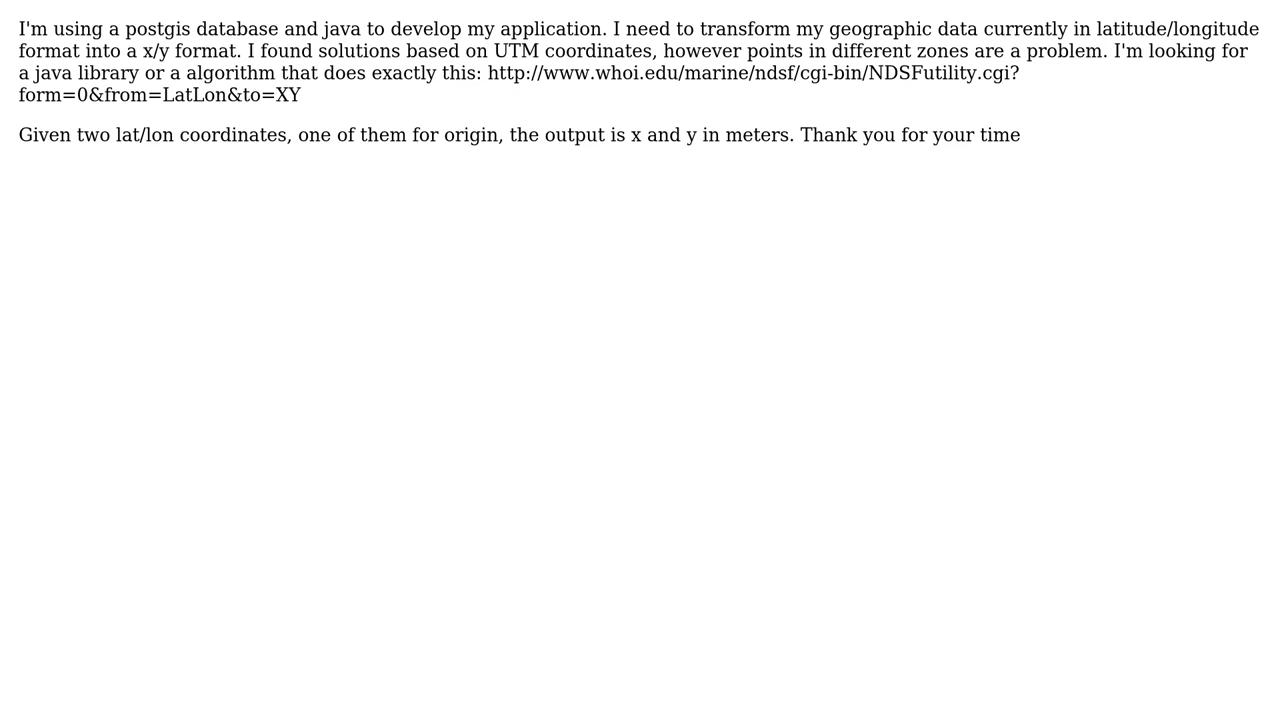 I'm using a postgis database and java to develop my application. I need to transform my geographic data currently in latitude/longitude
format into a x/y format. I found solutions based on UTM coordinates, however points in different zones are a problem. I'm looking for
a java library or a algorithm that does exactly this: http://www.whoi.edu/marine/ndsf/cgi-bin/NDSFutility.cgi?
form=0&from=LatLon&to=XY
Given two lat/lon coordinates, one of them for origin, the output is x and y in meters. Thank you for your time